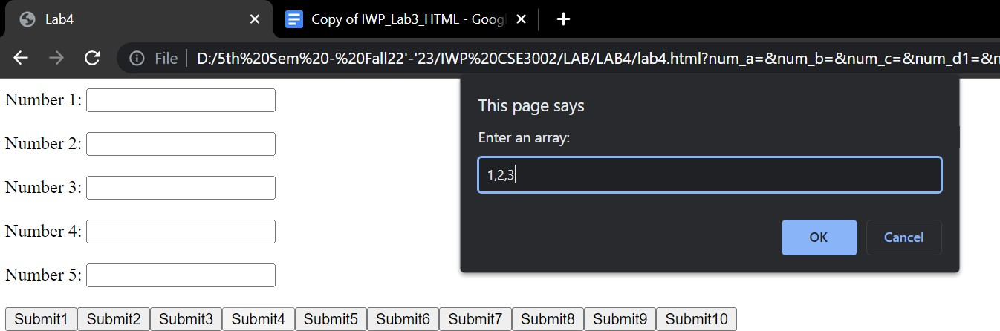 Lab4
Copy of IWP_Lab3_HTML - Goog
File
D:/5th%20Sem%20-%20Fall22'-'23/IWP%20CSE3002/LAB/LAB4/lab4.html?num_a=&num_b=&num_c=&num_d1=&n
This page says
Enter an array:
1,2,3
OK Cancel
Number 1:
Number 2:
Number 3:
Number 4:
Number 5:
Submit1 Submit2 Submit3 Submit4 Submit5 Submit6 Submit7 Submit8 Submit9 Submit10